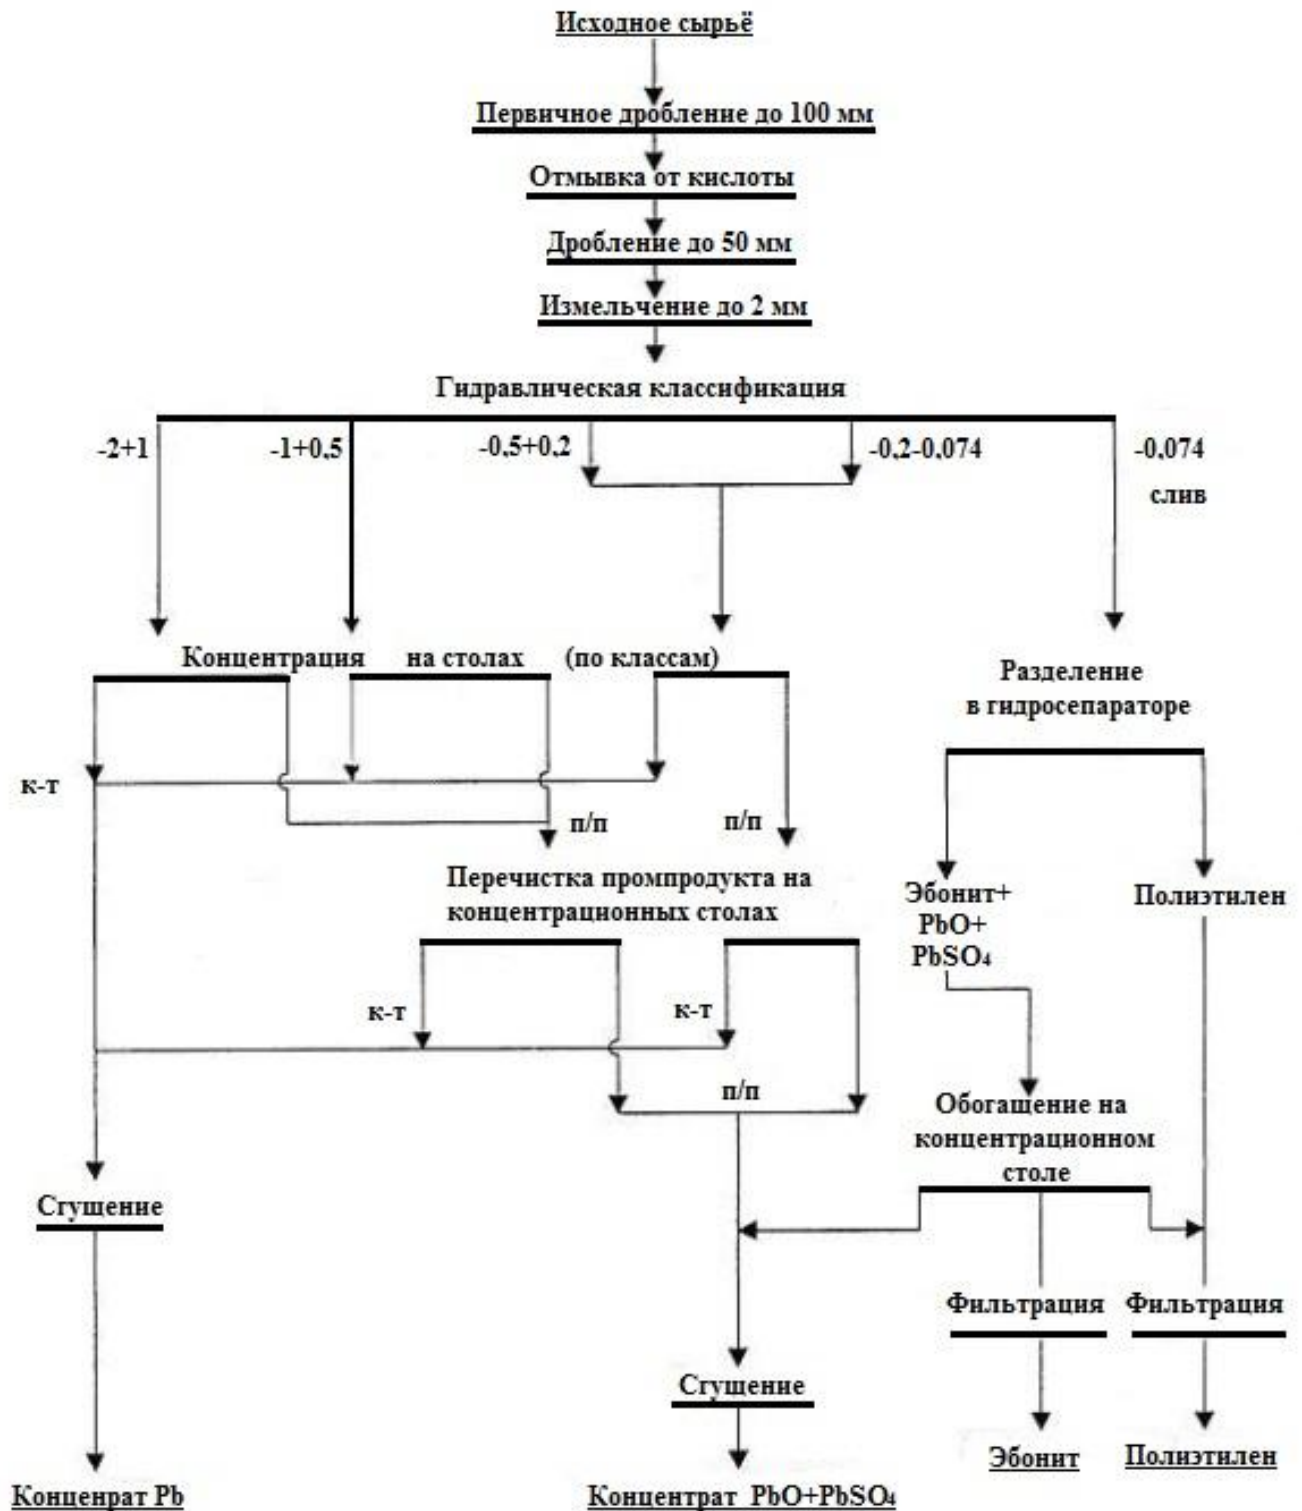 Исходное сырьё
Первичное дробление до 100 мм
Отмывка от кислоты
Дробление до 50 мм
Измельчение до 2 мм
Гидравлическая классификация
-2+1
-1+0,5
-0,5+0,2
-0,2-0,074
-0,074
слив
Концентрация на столах (по классам)
Разделение
в гидросепараторе
к-т
п/п
п/п
Перечистка промпродукта на
концентрационных столах
Эбонит+
PbO+
PbSO₄
Полиэтилен
к-т
к-т
п/п
Обогащение на
концентрационном
столе
Сгущение
Фильтрация
Фильтрация
Сгущение
Эбонит
Полиэтилен
Конценрат Pb
Концентрат PbO+PbSO₄